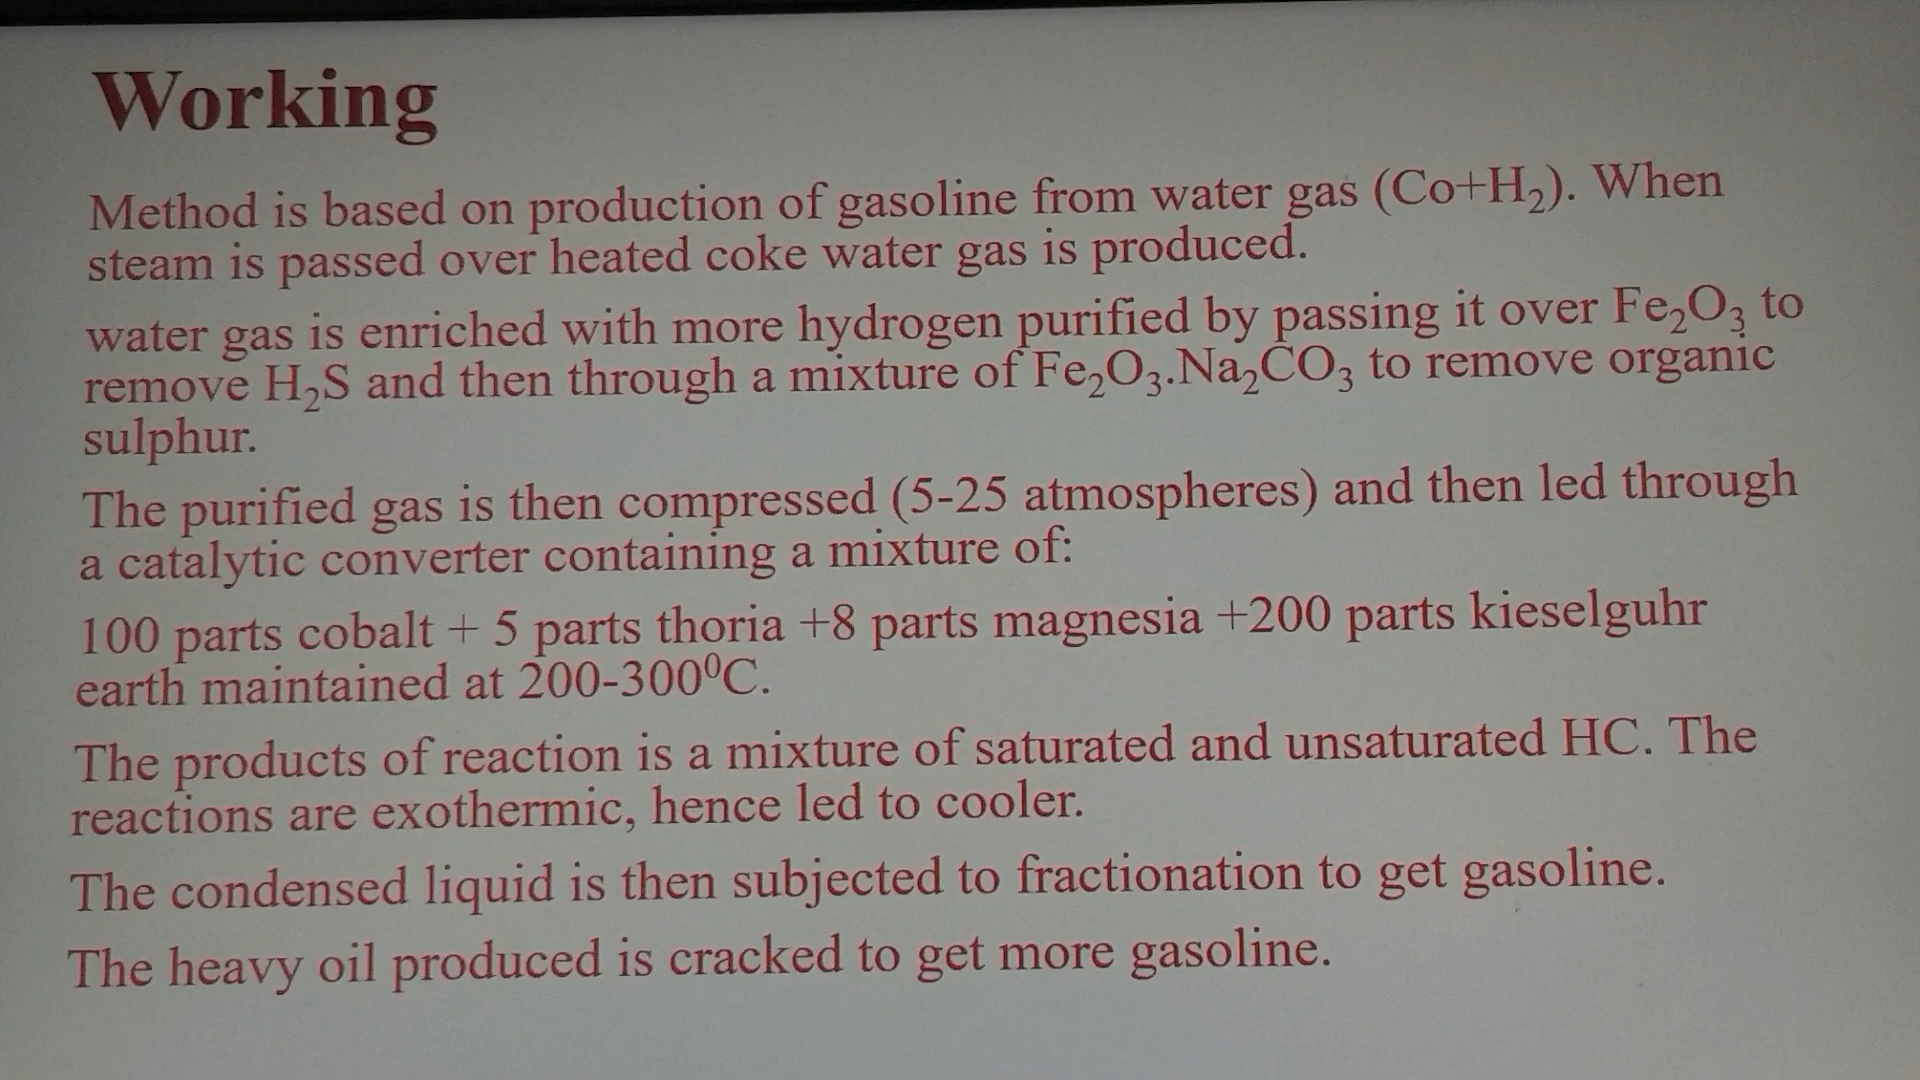 Working
Method is based on production of gasoline from water gas (Co+H₂). When
steam is passed over heated coke water gas is produced.
water gas is enriched with more hydrogen purified by passing it over Fe₂O₃ to
remove H₂S and then through a mixture of Fe₂O₃.Na₂CO₃ to remove organic
sulphur.
The purified gas is then compressed (5-25 atmospheres) and then led through
a catalytic converter containing a mixture of:
100 parts cobalt + 5 parts thoria +8 parts magnesia +200 parts kieselguhr
earth maintained at 200-300⁰C.
The products of reaction is a mixture of saturated and unsaturated HC. The
reactions are exothermic, hence led to cooler.
The condensed liquid is then subjected to fractionation to get gasoline.
The heavy oil produced is cracked to get more gasoline.